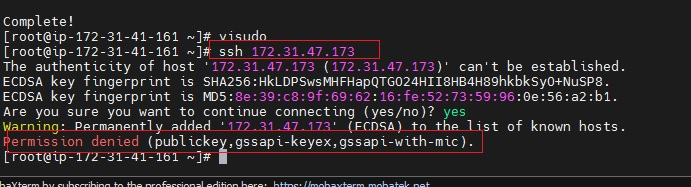 Complete!
[root@ip-172-31-41-161 ~]# visudo
[root@ip-172-31-41-161 ~]# ssh 172.31.47.173
The authenticity of host '172.31.47.173 (172.31.47.173)' can't be established.
ECDSA key fingerprint is SHA256:HkLDPSwsMHFHapQTGO24HII8HB4H89hkbkSyO+NuSP8.
ECDSA key fingerprint is MD5:8e:39:c8:9f:69:62:16:fe:52:73:59:96:0e:56:a2:b1.
Are you sure you want to continue connecting (yes/no)? yes
Warning: Permanently added '172.31.47.173' (ECDSA) to the list of known hosts.
Permission denied (publickey,gssapi-keyex,gssapi-with-mic).
[root@ip-172-31-41-161 ~]#
baXterm by subscribing to the professional edition here: https://mobaxterm.mobatek.net